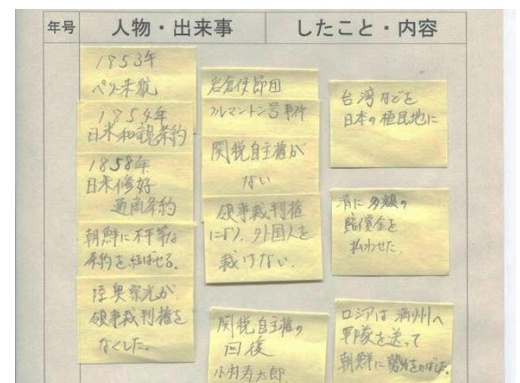 年号
人物・出来事
したこと・内容
1853年
ペリー来航
1854年
日米和親条約
1858年
日米修好
通商条約
朝鮮に不平等な
条約を結ばせる。
陸奥宗光が
領事裁判権を
なくした。
岩倉使節団
ノルマントン号事件
関税自主権が
ない
領事裁判権
により、外国人を
裁けない
関税自主権の
回復
小村寿太郎
台湾などを
日本の植民地に
清に多額の
賠償金を
払わせた。
ロシアは満州へ
軍隊を送って
朝鮮に勢力をのばした